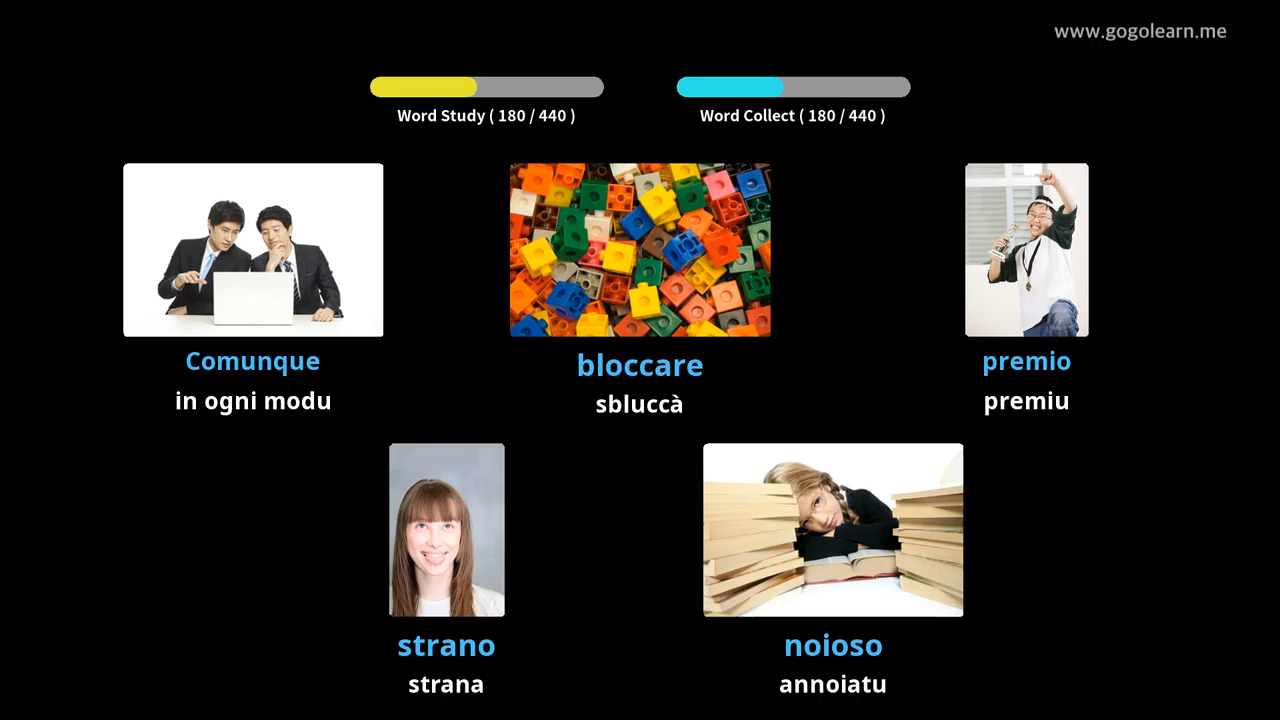 www.gogolearn.me
Word Study ( 180 / 440 )
Word Collect ( 180 / 440 )
Comunque
in ogni modu
bloccare
sbluccà
premio
premiu
strano
strana
noioso
annoiatu